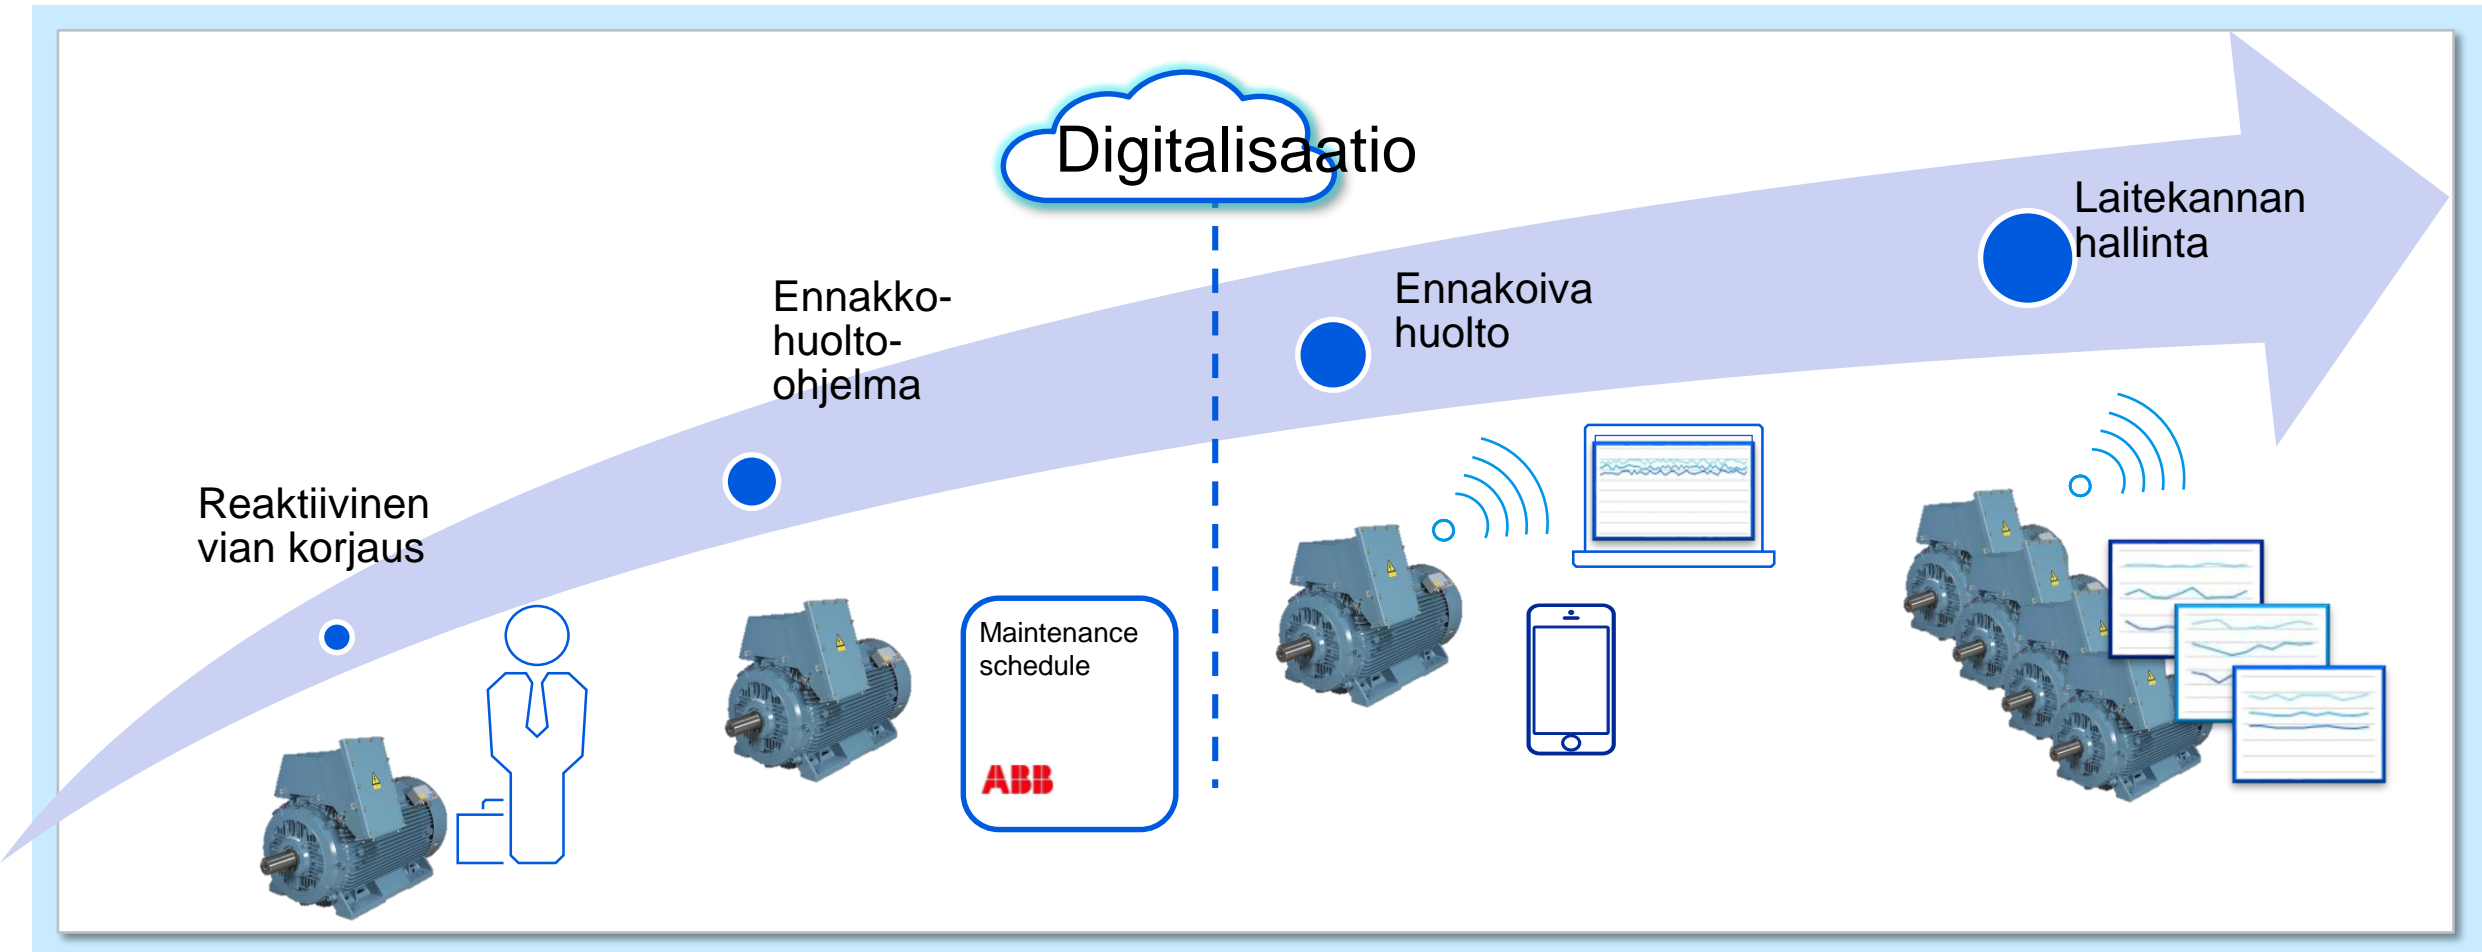 Digitalisaatio
Laitekannan
hallinta
Ennakoiva
huolto
Ennakko-
huolto-
ohjelma
Reaktiivinen
vian korjaus
Maintenance
schedule
ABB